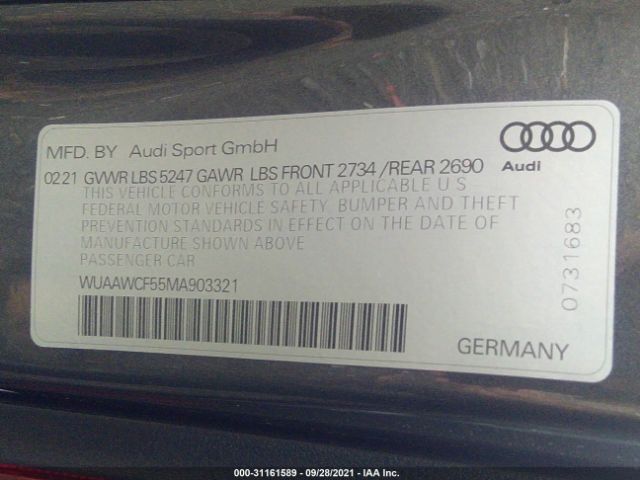 MFD. BY Audi Sport GmbH
Audi
02 21 GVWR LBS 5247 GAWR LBS FRONT 2734 /REAR 2690
THIS VEHICLE CONFORMS TO ALL APPLICABLE U S
FEDERAL MOTOR VEHICLE SAFETY, BUMPER AND THEFT
PREVENTION STANDARDS IN EFFECT ON THE DATE OF
MANUFACTURE SHOWN ABOVE
PASSENGER CAR
WUAAWCF55MA903321
0731683
GERMANY
000-31161589 - 09/28/2021 - IAA Inc.